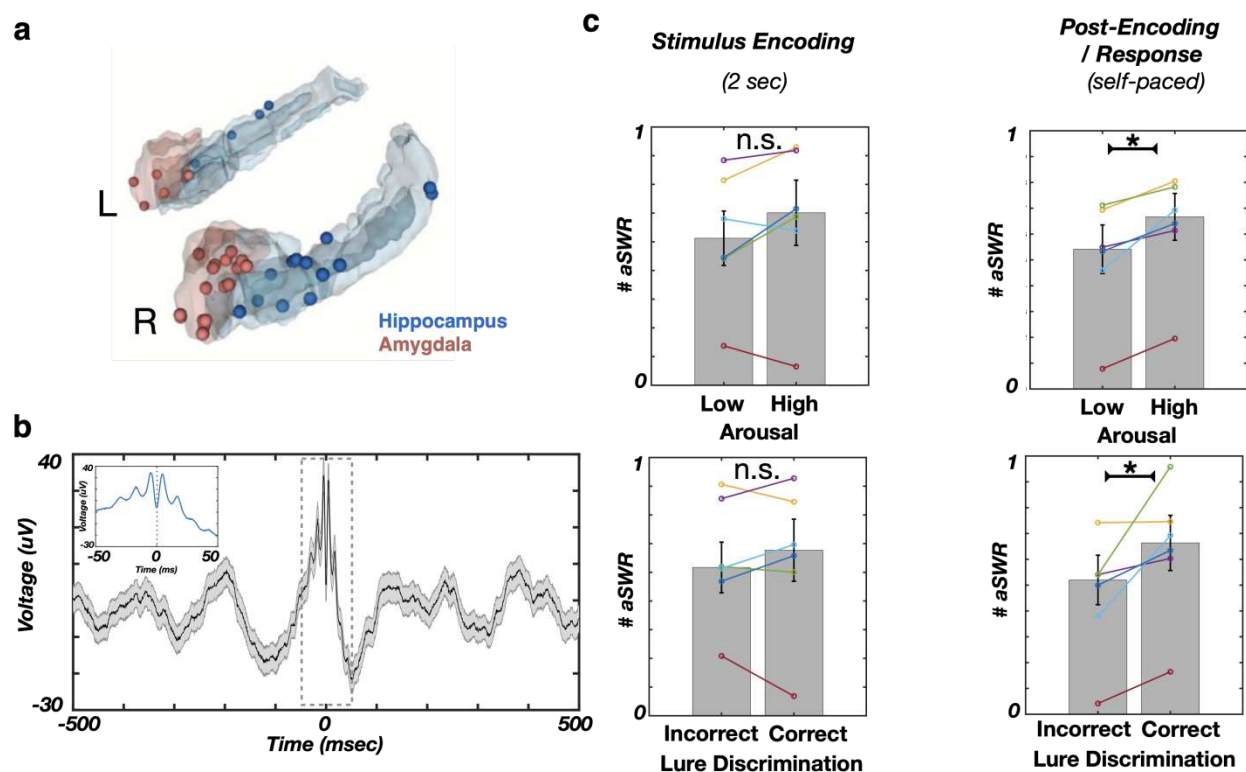 a
L
R
Hippocampus
Amygdala
b
40
Voltage (uV)
-30
-500
0
500
Time (msec)
40
Voltage (uV)
-30
-50
0
50
Time (ms)
c
Stimulus Encoding
(2 sec)
Post-Encoding
/ Response
(self-paced)
1
n.s.
# aSWR
0
Low High
Arousal
1
*
# aSWR
0
Low High
Arousal
1
n.s.
# aSWR
0
Incorrect Correct
Lure Discrimination
1
*
# aSWR
0
Incorrect Correct
Lure Discrimination